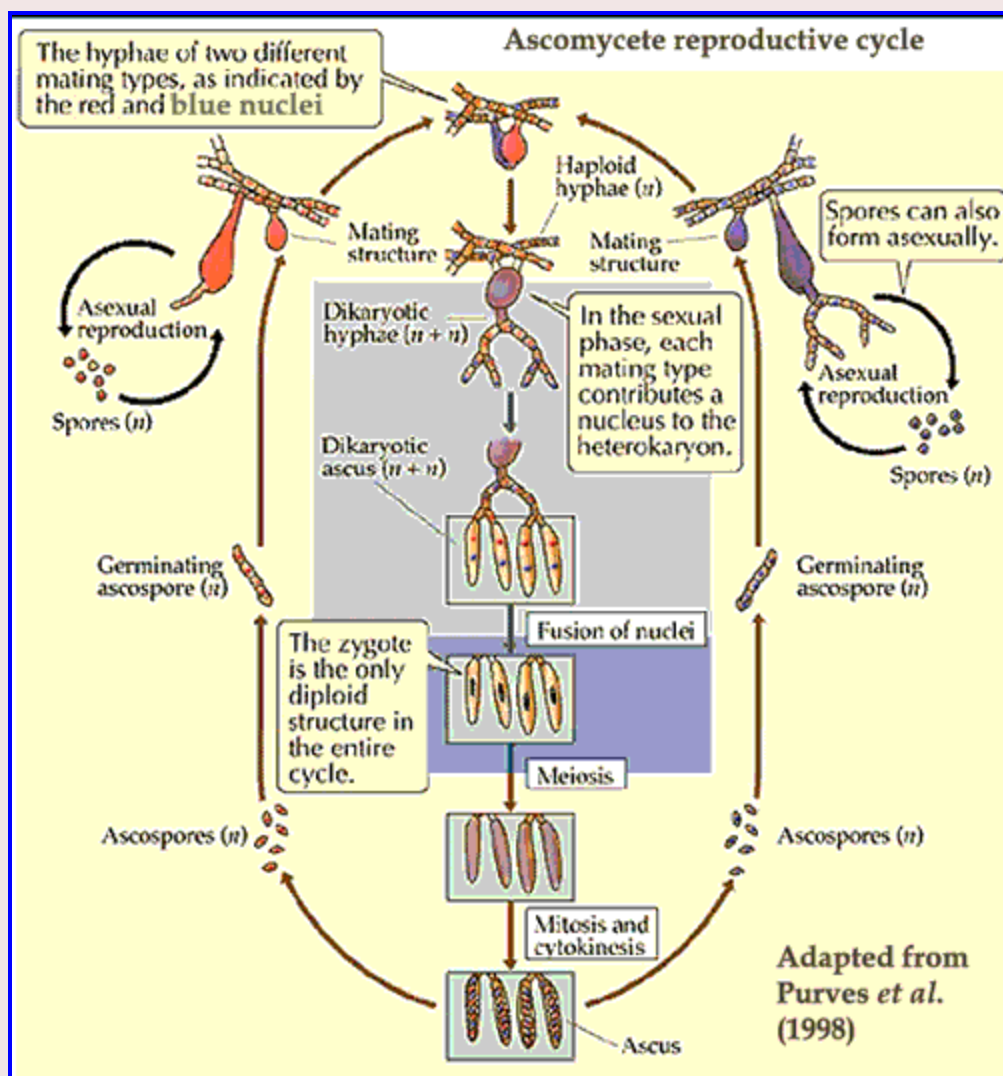 Ascomycete reproductive cycle
The hyphae of two different
mating types, as indicated by
the red and blue nuclei
Haploid
hyphae (n)
Mating
structure
Mating
structure
Spores can also
form asexually.
Asexual
reproduction
Spores (n)
Dikaryotic
hyphae (n + n)
In the sexual
phase, each
mating type
contributes a
nucleus to the
heterokaryon.
Asexual
reproduction
Spores (n)
Dikaryotic
ascus (n + n)
Germinating
ascospore (n)
Germinating
ascospore (n)
Fusion of nuclei
The zygote
is the only
diploid
structure in
the entire
cycle.
Meiosis
Ascospores (n)
Ascospores (n)
Mitosis and
cytokinesis
Ascus
Adapted from
Purves et al.
(1998)